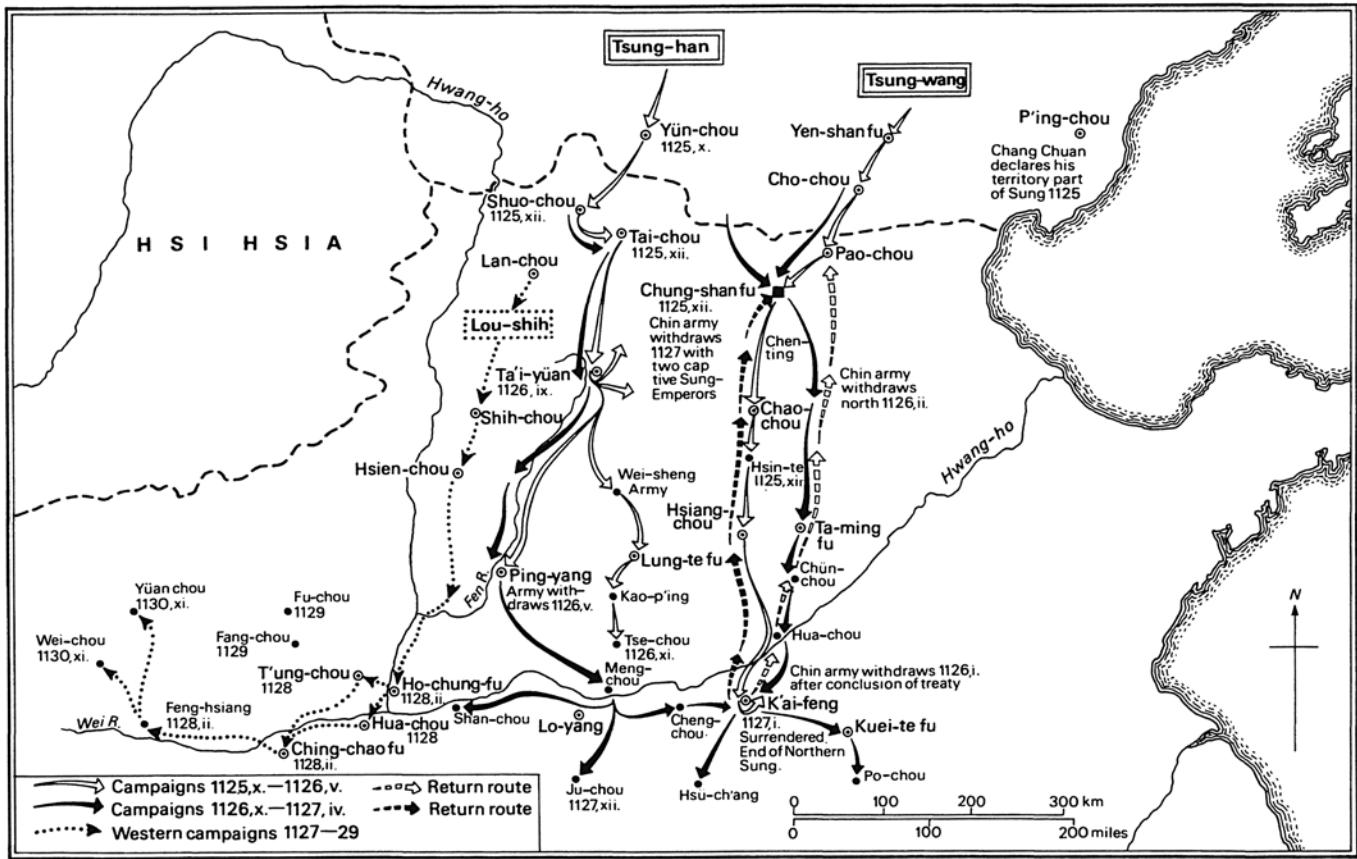 Tsung-han
Tsung-wang
Hwang-ho
Yün-chou
1125, x.
Yen-shan fu
P'ing-chou
Chang Chuan
declares his
territory part
of Sung 1125
Cho-chou
Shuo-chou
1125, xii.
Tai-chou
1125, xii.
HSI HSIA
Lan-chou
Pao-chou
Chung-shan fu
1125, xii.
Chin army
withdraws
1127 with
two cap
tive Sung-
Emperors
Lou-shih
Chen-
ting
Ta'i-yüan
1126, ix.
Chin army
withdraws
north 1126, ii.
Shih-chou
Chao-
chou
Hwang-ho
Hsien-chou
Hsin-te
1125, xii
Wei-sheng
Army
Hsiang-
chou
Ta-ming
fu
Lung-te fu
Fen R.
Ping-yang
Army with-
draws 1126, v.
Chün-
chou
Kao-p'ing
Yüan chou
1130, xi.
Fu-chou
1129
Hua-chou
Wei-chou
1130, xi.
Fang-chou
1129
Tse-chou
1126, xi.
T'ung-chou
1128
Meng-
chou
Chin army withdraws 1126, i.
after conclusion of treaty
Ho-chung-fu
1128, ii.
Feng-hsiang
1128, ii.
Wei R.
Hua-chou
1128
Shan-chou
Lo-yang
Cheng-
chou
K'ai-feng
1127, i.
Surrendered,
End of Northern
Sung.
Kuei-te fu
Ching-chao fu
1128, ii.
Ju-chou
1127, xii.
Hsu-ch'ang
Po-chou
N
Campaigns 1125, x.—1126, v.
Return route
Campaigns 1126, x.—1127, iv.
Return route
Western campaigns 1127—29
0 100 200 300 km
0 100 200 miles